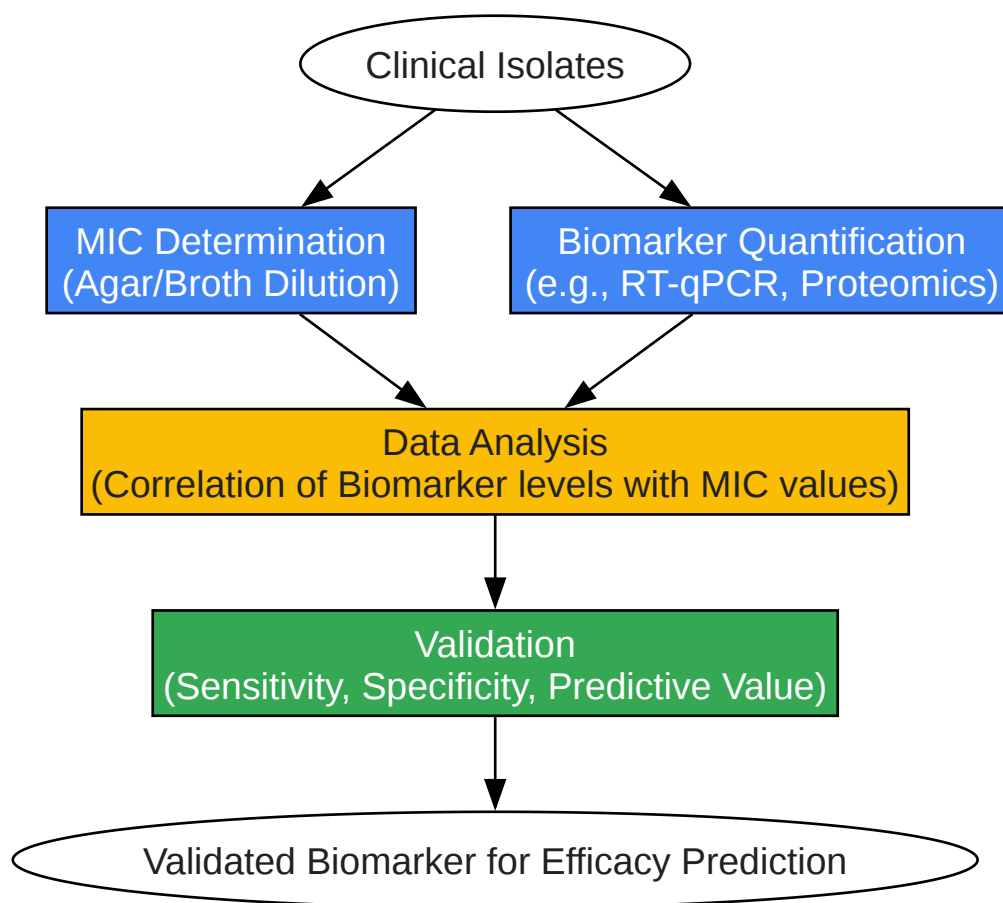 Clinical Isolates
MIC Determination
(Agar/Broth Dilution)
Biomarker Quantification
(e.g., RT-qPCR, Proteomics)
Data Analysis
(Correlation of Biomarker levels with MIC values)
Validation
(Sensitivity, Specificity, Predictive Value)
Validated Biomarker for Efficacy Prediction